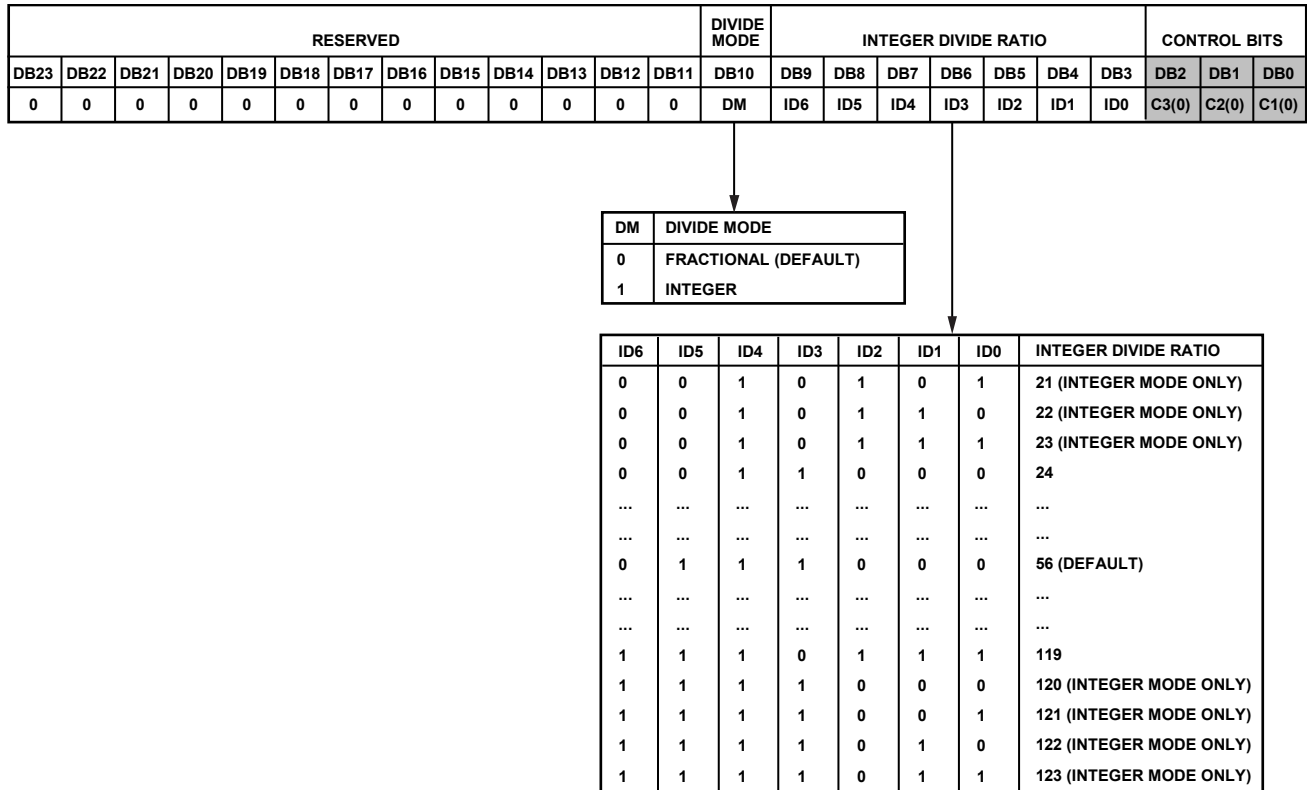 RESERVED DIVIDE MODE INTEGER DIVIDE RATIO CONTROL BITS
DB23 DB22 DB21 DB20 DB19 DB18 DB17 DB16 DB15 DB14 DB13 DB12 DB11 DB10 DB9 DB8 DB7 DB6 DB5 DB4 DB3 DB2 DB1 DB0
0 0 0 0 0 0 0 0 0 0 0 0 0 DM ID6 ID5 ID4 ID3 ID2 ID1 ID0 C3(0) C2(0) C1(0)
DM DIVIDE MODE
0 FRACTIONAL (DEFAULT)
1 INTEGER
ID6 ID5 ID4 ID3 ID2 ID1 ID0 INTEGER DIVIDE RATIO
0 0 1 0 1 0 1 21 (INTEGER MODE ONLY)
0 0 1 0 1 1 0 22 (INTEGER MODE ONLY)
0 0 1 0 1 1 1 23 (INTEGER MODE ONLY)
0 0 1 1 0 0 0 24
... ... ... ... ... ... ... ...
... ... ... ... ... ... ... ...
0 1 1 1 0 0 0 56 (DEFAULT)
... ... ... ... ... ... ... ...
... ... ... ... ... ... ... ...
1 1 1 0 1 1 1 119
1 1 1 1 0 0 0 120 (INTEGER MODE ONLY)
1 1 1 1 0 0 1 121 (INTEGER MODE ONLY)
1 1 1 1 0 1 0 122 (INTEGER MODE ONLY)
1 1 1 1 0 1 1 123 (INTEGER MODE ONLY)